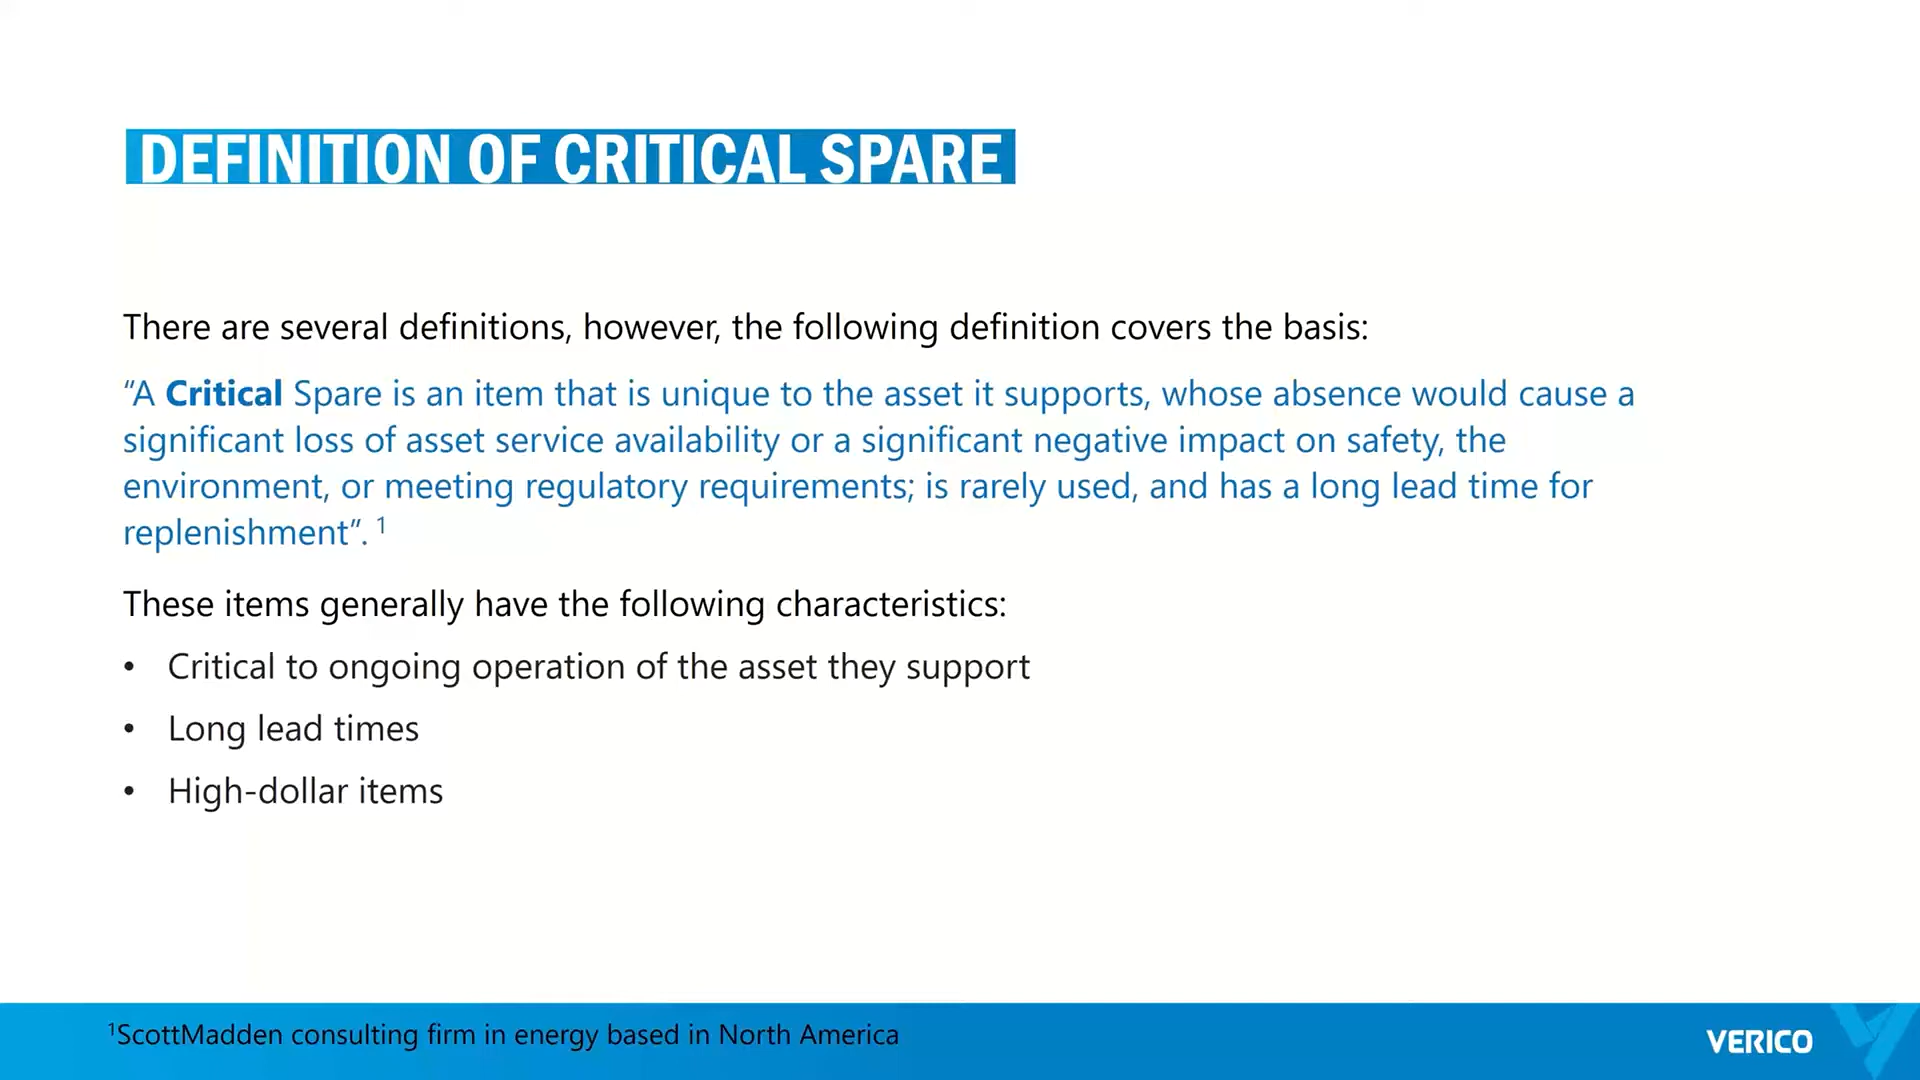 DEFINITION OF CRITICAL SPARE
There are several definitions, however, the following definition covers the basis:
“A Critical Spare is an item that is unique to the asset it supports, whose absence would cause a
significant loss of asset service availability or a significant negative impact on safety, the
environment, or meeting regulatory requirements; is rarely used, and has a long lead time for
replenishment”. 1
These items generally have the following characteristics:
• Critical to ongoing operation of the asset they support
• Long lead times
• High-dollar items
1ScottMadden consulting firm in energy based in North America
VERICO